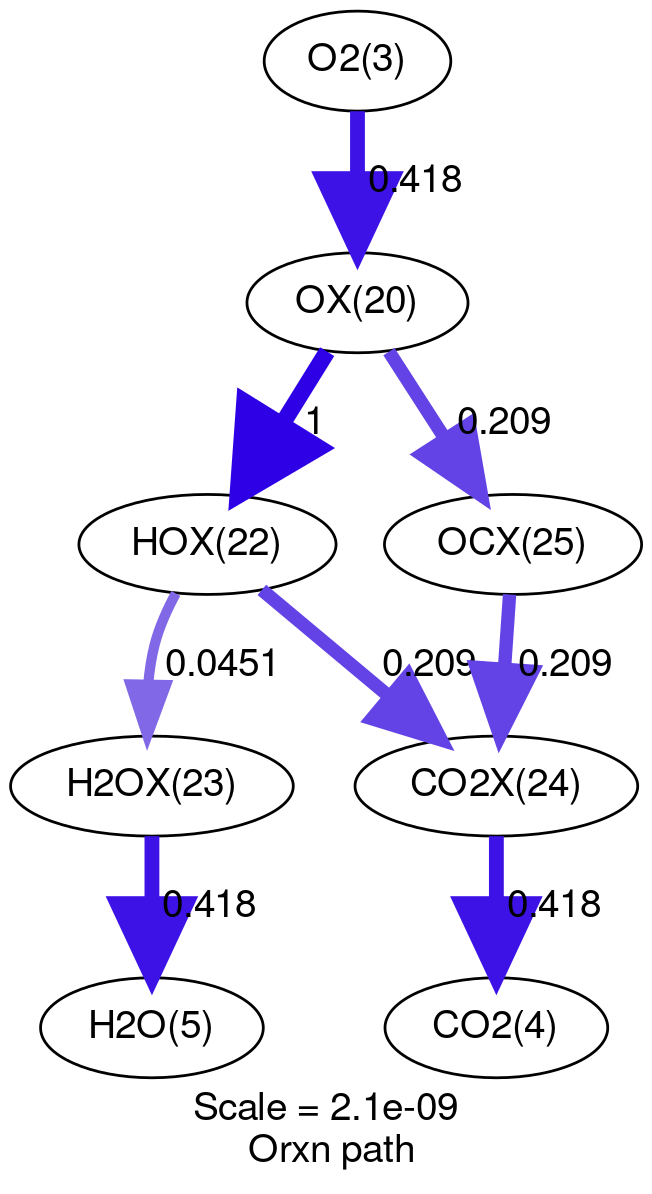 O2(3)
0.418
OX(20)
1
0.209
HOX(22)
OCX(25)
0.0451
0.209
0.209
H2OX(23)
CO2X(24)
0.418
0.418
H2O(5)
CO2(4)
Scale = 2.1e-09
Orxn path